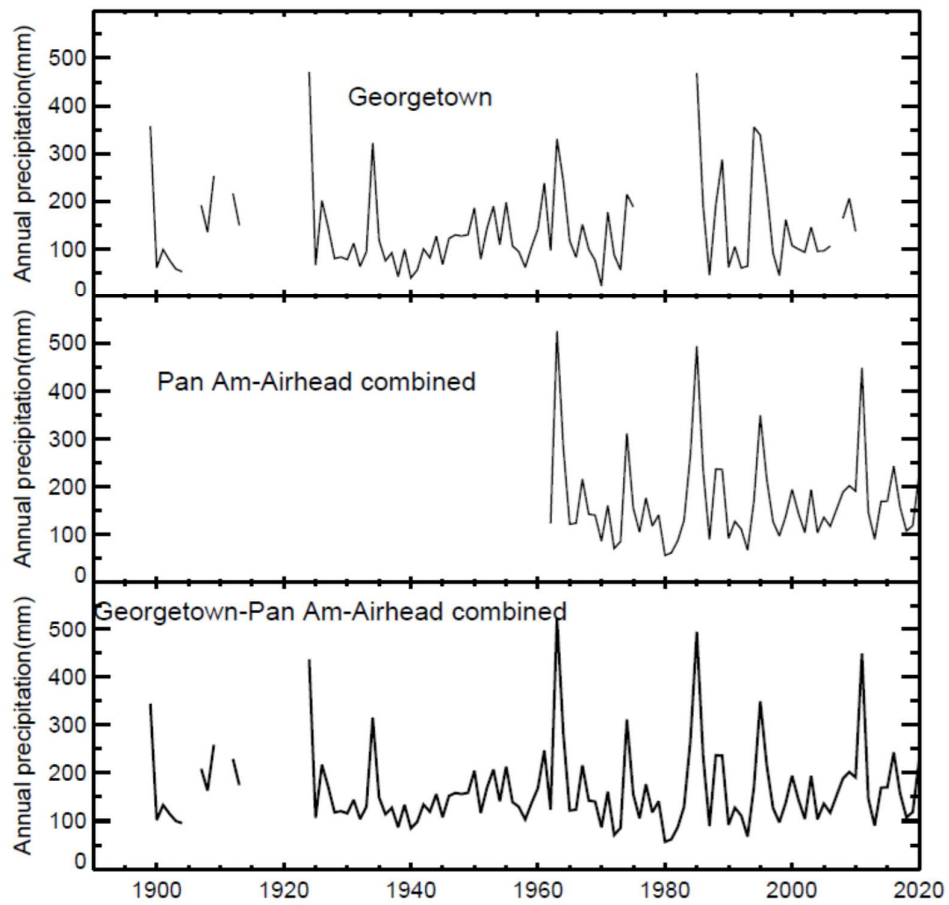 Annual precipitation(mm)
500
400
300
200
100
0
Georgetown
Annual precipitation(mm)
500
400
300
200
100
0
Pan Am-Airhead combined
Annual precipitation(mm)
500
400
300
200
100
0
Georgetown-Pan Am-Airhead combined
1900 1920 1940 1960 1980 2000 2020